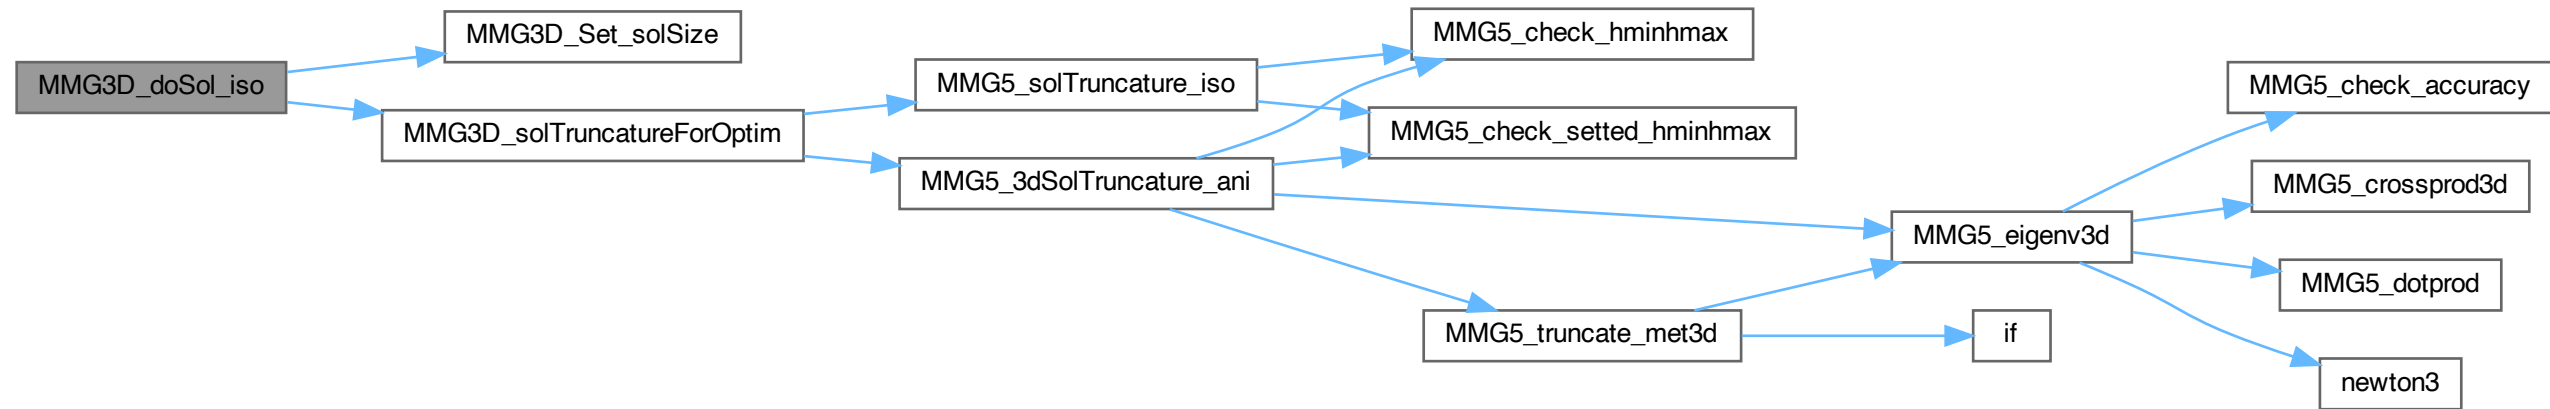 MMG3D_doSol_iso
MMG3D_Set_solSize
MMG3D_solTruncatureForOptim
MMG5_solTruncature_iso
MMG5_3dSolTruncature_ani
MMG5_check_hminhmax
MMG5_check_setted_hminhmax
MMG5_truncate_met3d
MMG5_eigenv3d
if
MMG5_check_accuracy
MMG5_crossprod3d
MMG5_dotprod
newton3